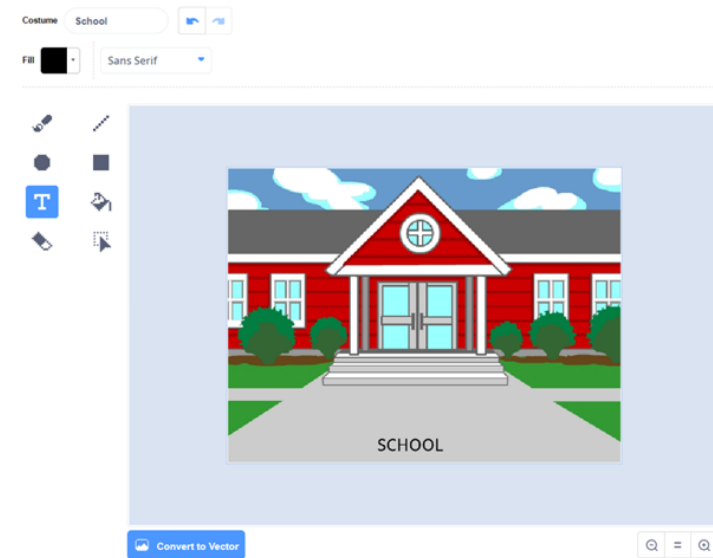 Costume School
Fill Sans Serif
T
SCHOOL
Convert to Vector